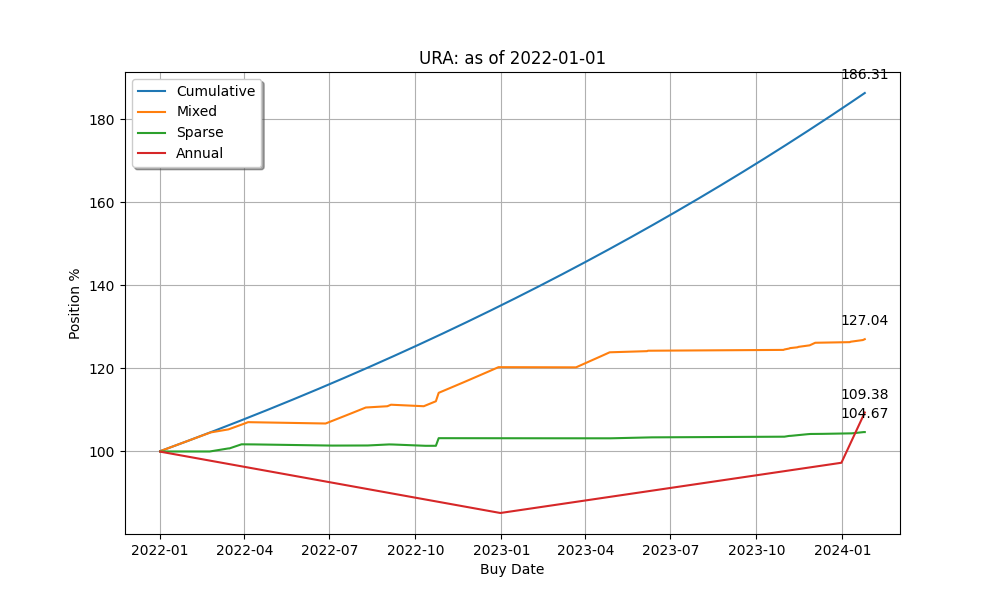 URA: as of 2022-01-01
Cumulative
Mixed
Sparse
Annual
186.31
127.04
109.38
104.67
Position %
180
160
140
120
100
2022-01 2022-04 2022-07 2022-10 2023-01 2023-04 2023-07 2023-10 2024-01
Buy Date